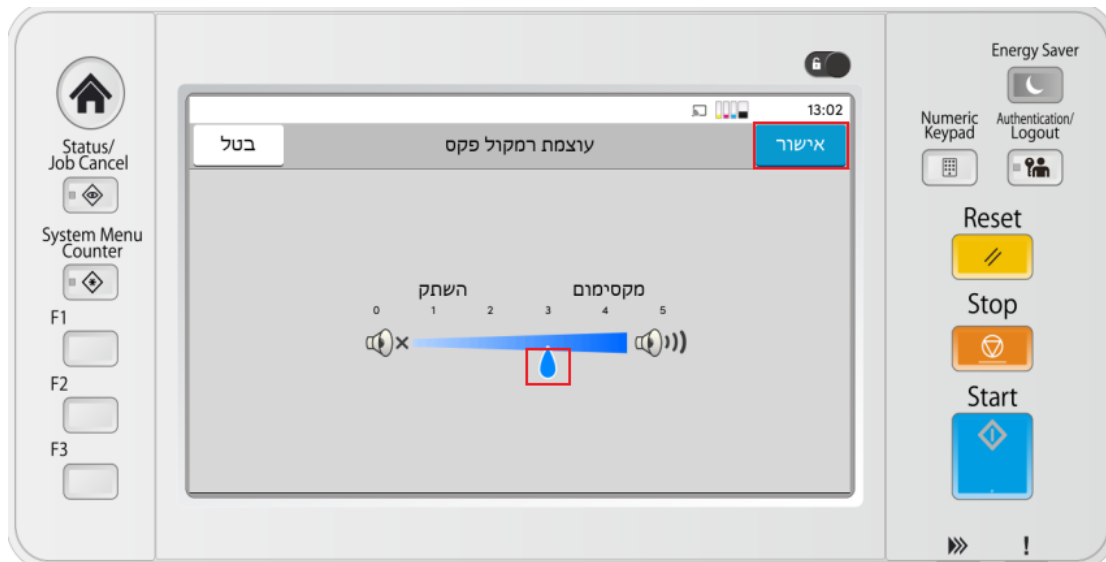 Energy Saver
13:02
Numeric
Keypad
Authentication/
Logout
Status/
Job Cancel
בטל
עוצמת רמקול פקס
אישור
Reset
System Menu
Counter
השתק
מקסימום
0 1 2 3 4 5
F1
Stop
F2
Start
F3
!